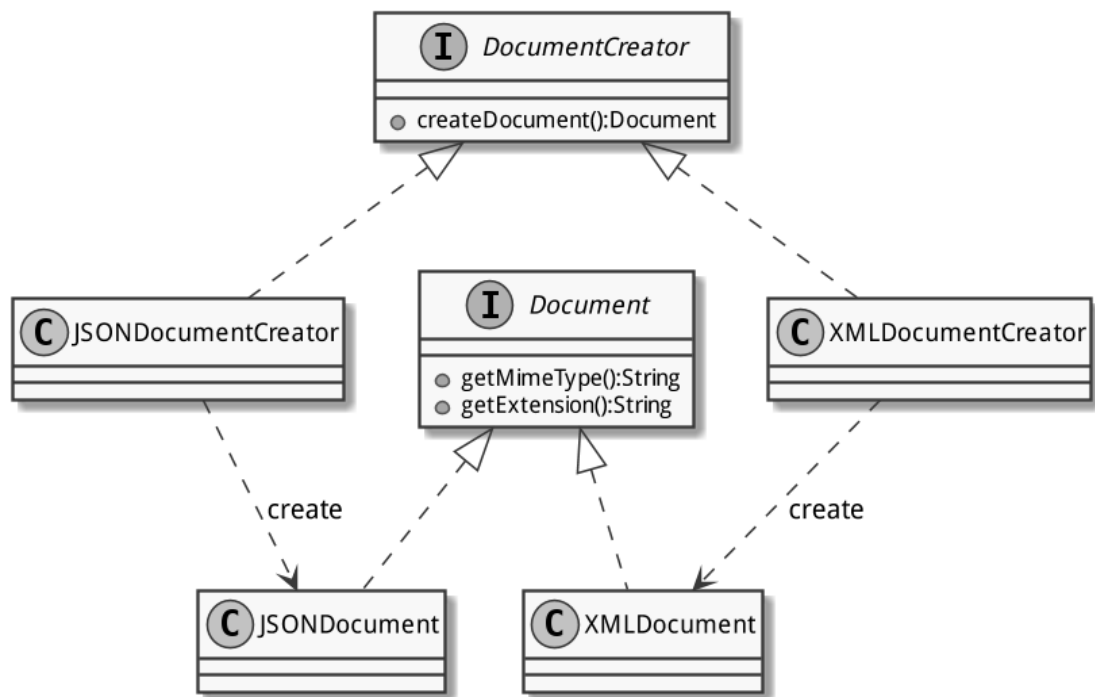 I DocumentCreator
createDocument():Document
C JSONDocumentCreator
I Document
getMimeType():String
getExtension():String
C XMLDocumentCreator
create
create
C JSONDocument
C XMLDocument